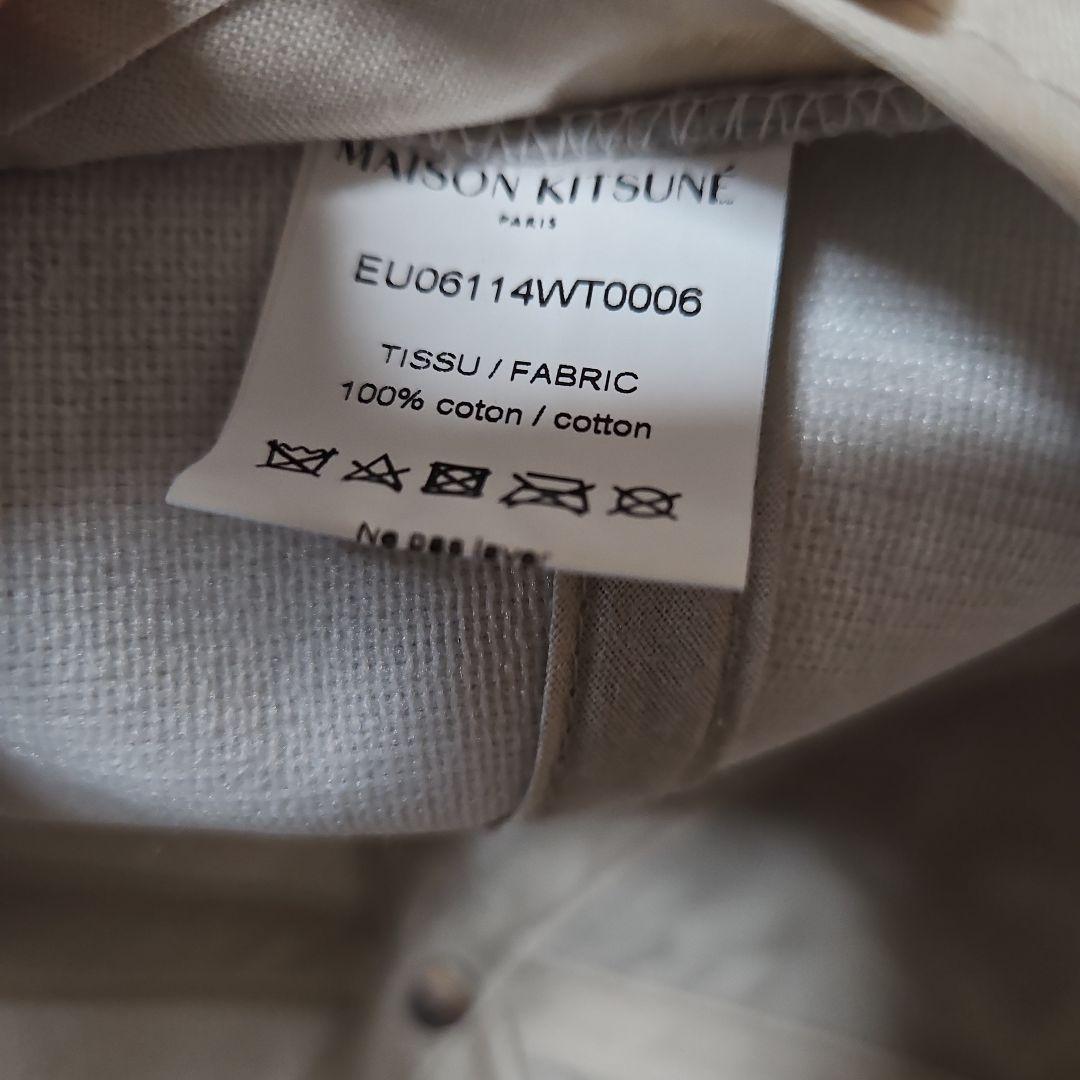 MAISON KITSUNÉ
PARIS
EU06114WT0006
TISSU / FABRIC
100% coton / cotton
Ne pas laver